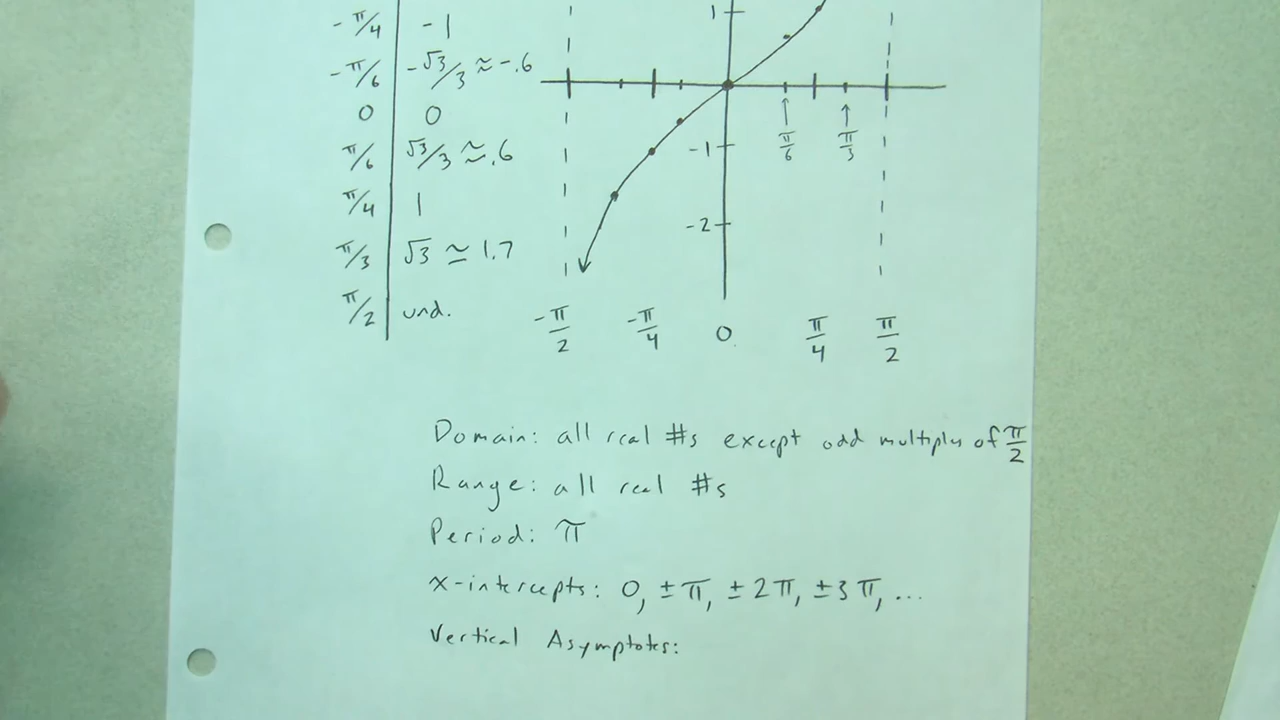 -π/4 -1
-π/6 -√3/3 ≈ -.6
0 0
π/6 √3/3 ≈ .6
π/4 1
π/3 √3 ≃ 1.7
π/2 und.
1
-1
-2
π/6 π/3
-π/2 -π/4 0 π/4 π/2
Domain: all real #s except odd multiples of π/2
Range: all real #s
Period: π
x-intercepts: 0, ±π, ±2π, ±3π, ...
Vertical Asymptotes: